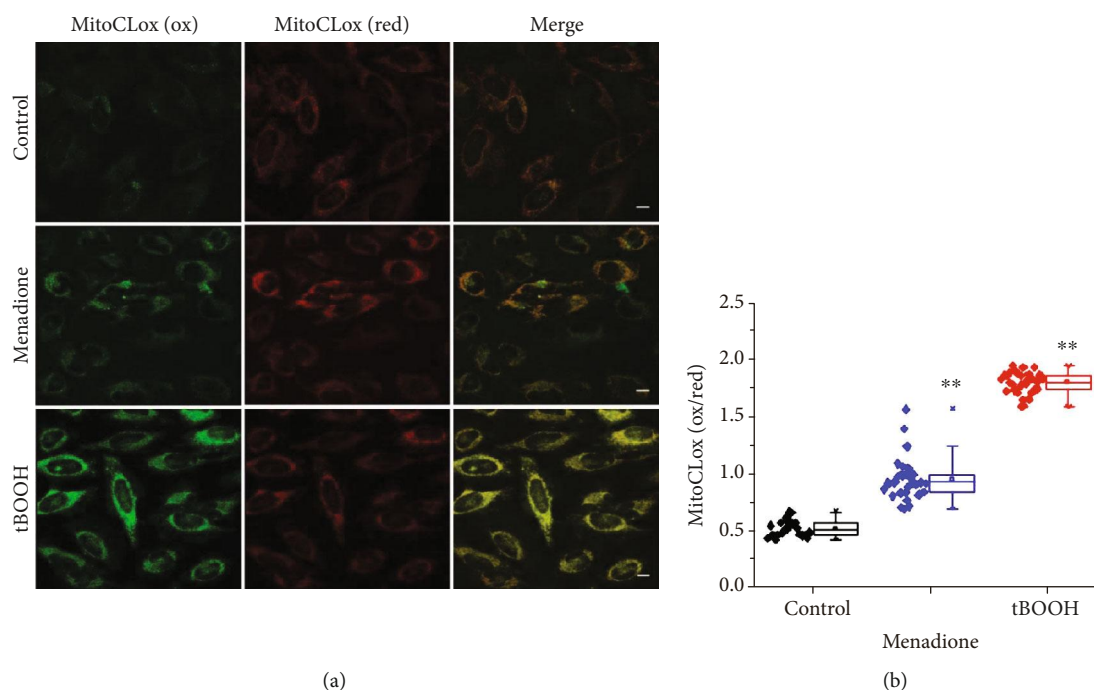 MitoCLox (ox) MitoCLox (red) Merge
Control
Menadione
tBOOH
(a)
MitoCLox (ox/red)
2.5
2.0
1.5
1.0
0.5
0.0
**
**
Control tBOOH
Menadione
(b)